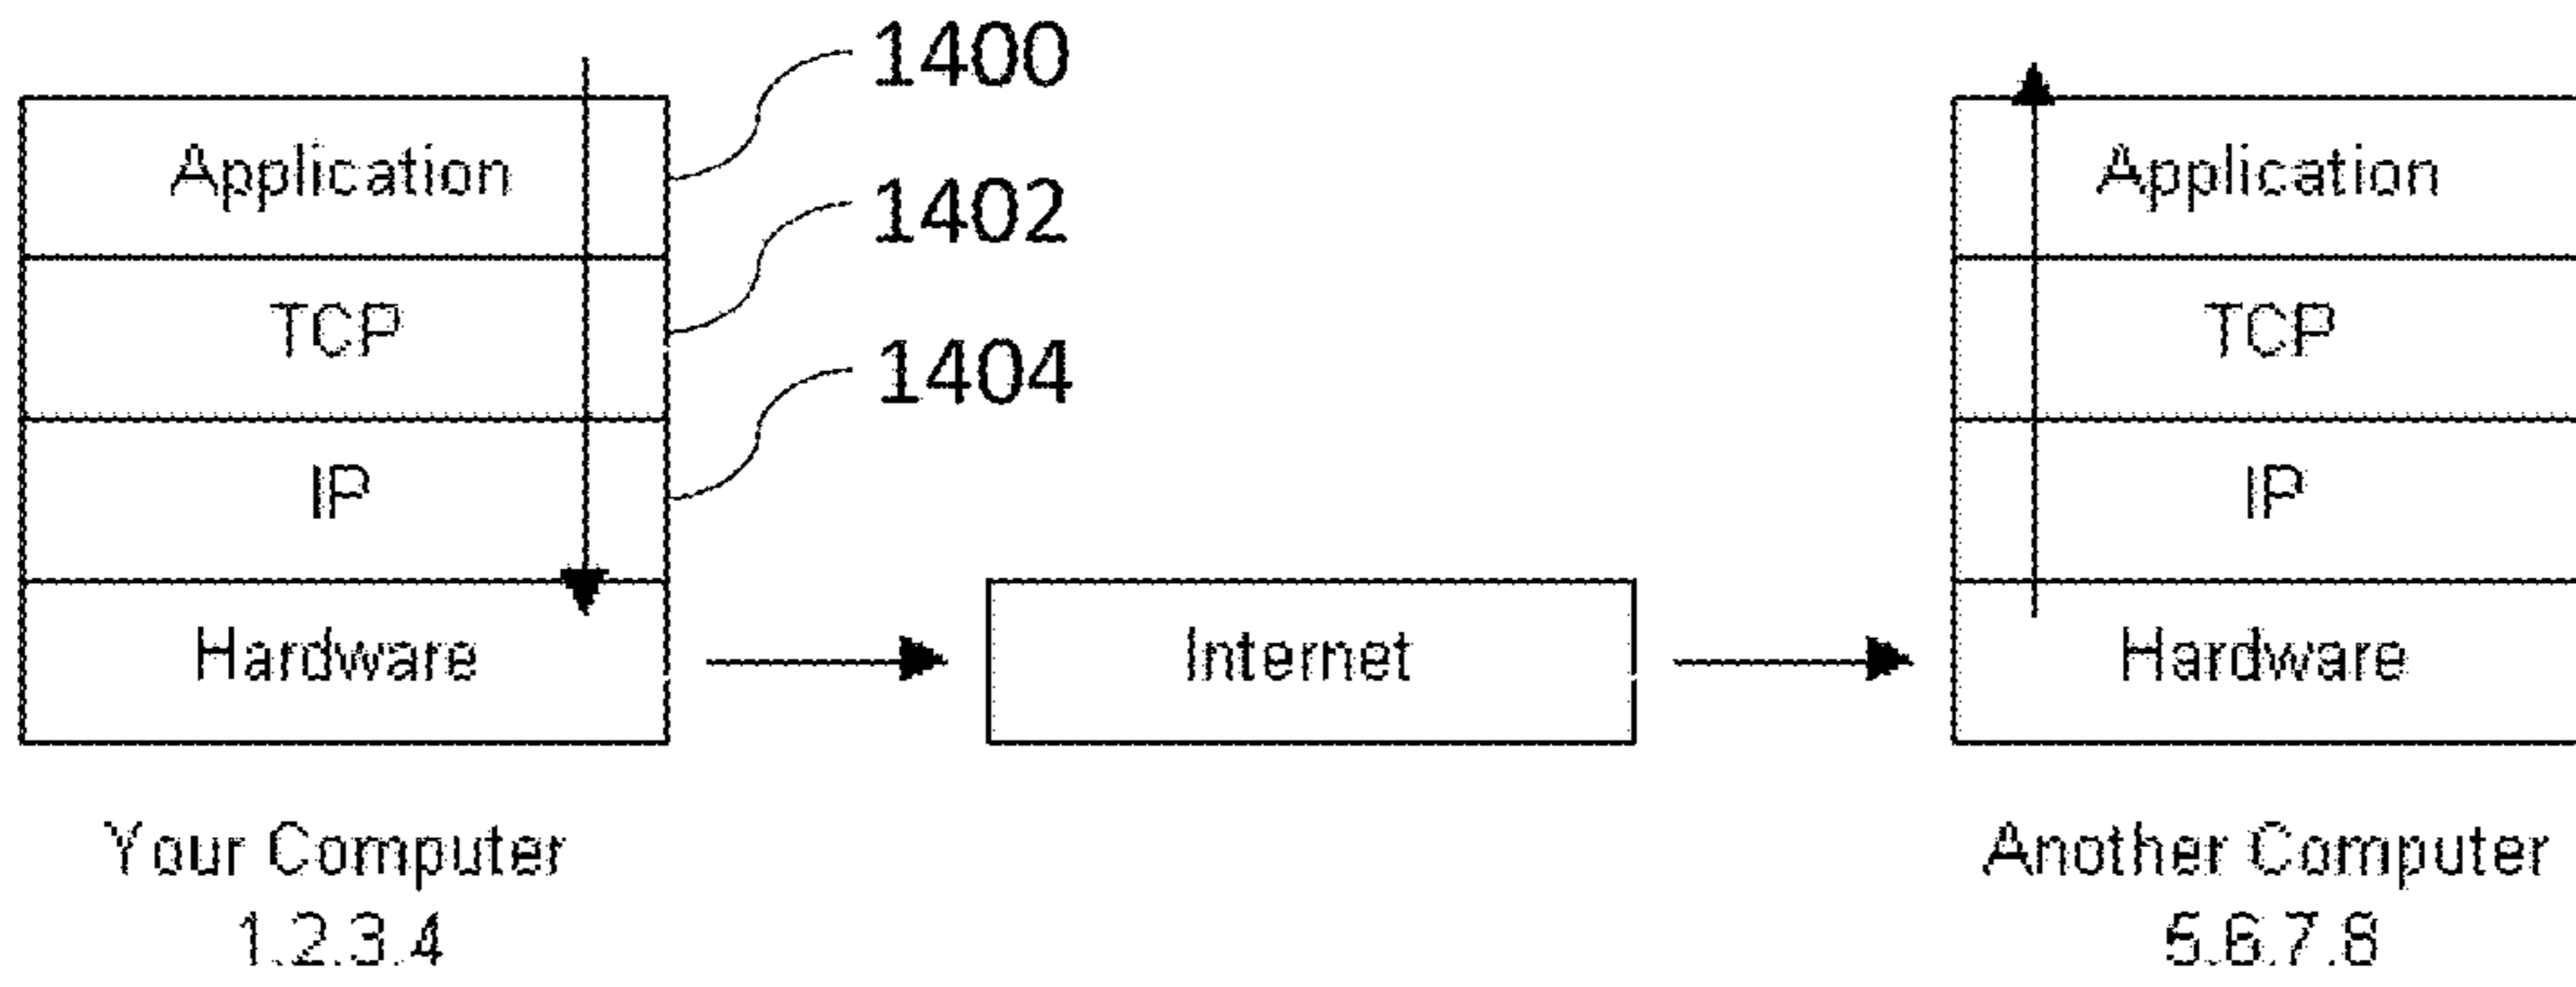 1400
Application
1402
TCP
1404
IP
Hardware
Internet
Application
TCP
IP
Hardware
Your Computer
1.2.3.4
Another Computer
5.6.7.8